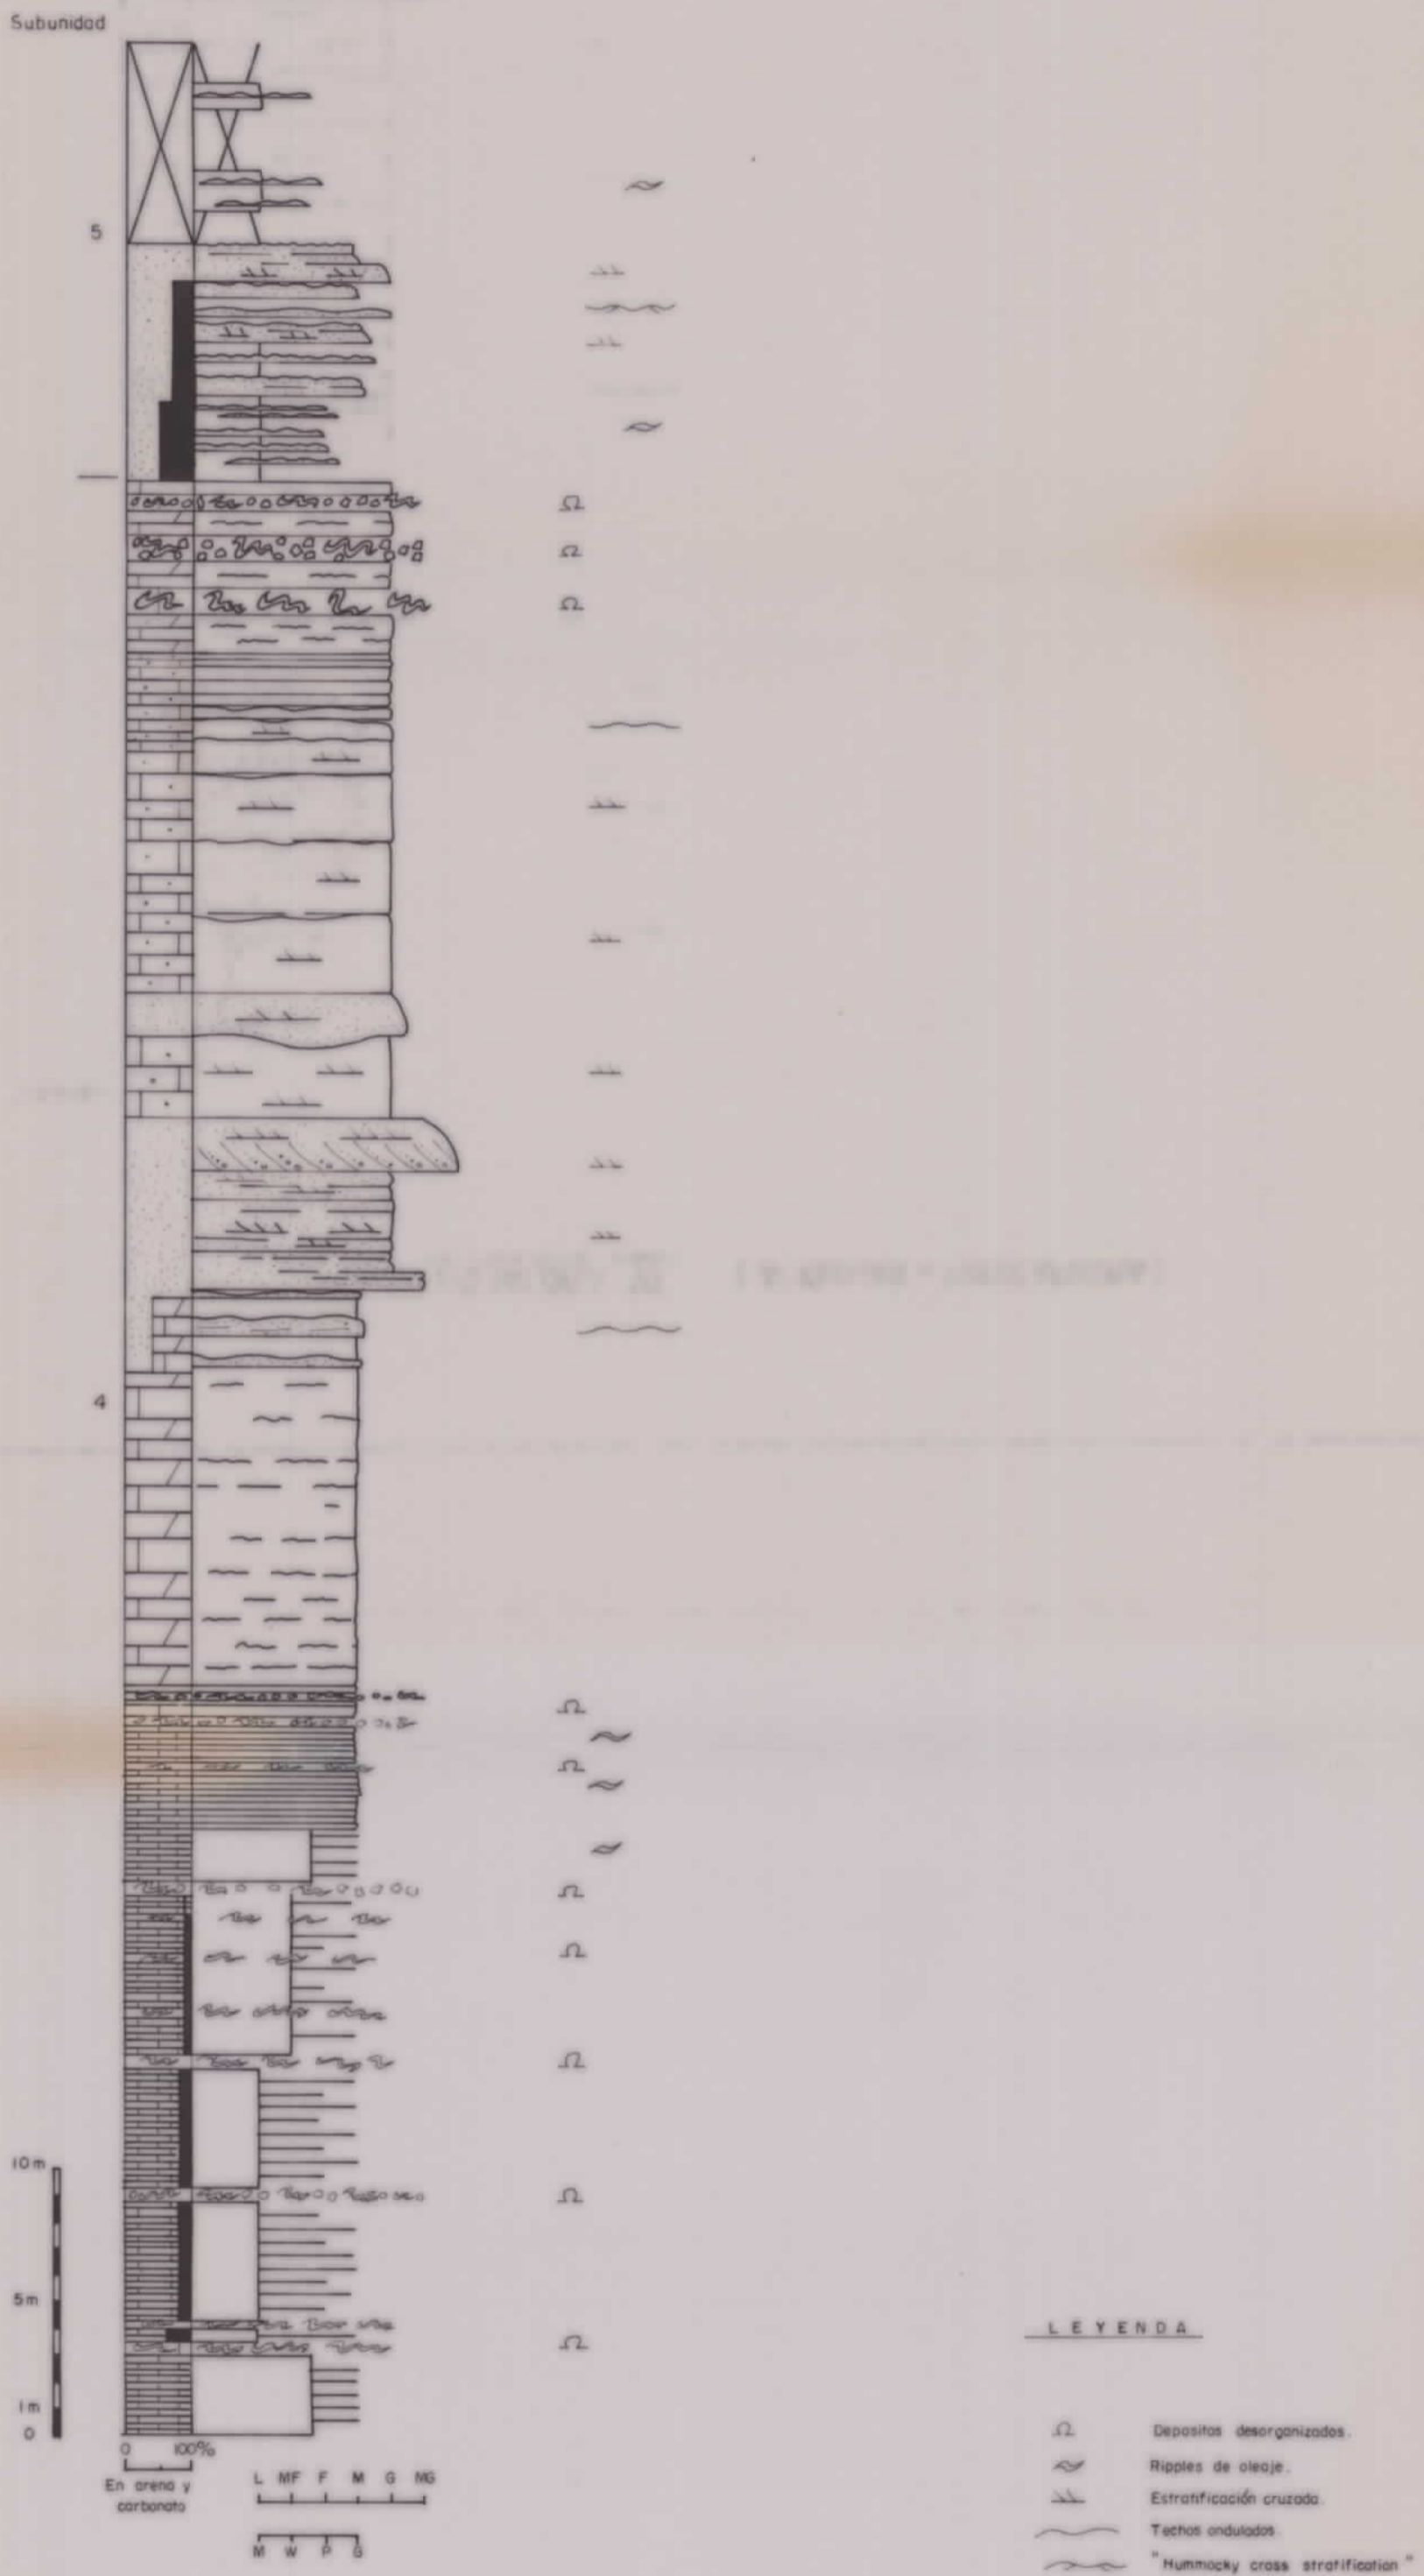 Subunidad
5
4
10 m
5 m
1 m
0
0 100%
En arena y
carbonato
L MF F M G MG
M W P G
LEYENDA
Depositos desorganizados.
Ripples de oleaje.
Estratificación cruzada.
Techos ondulados.
"Hummocky cross stratification"